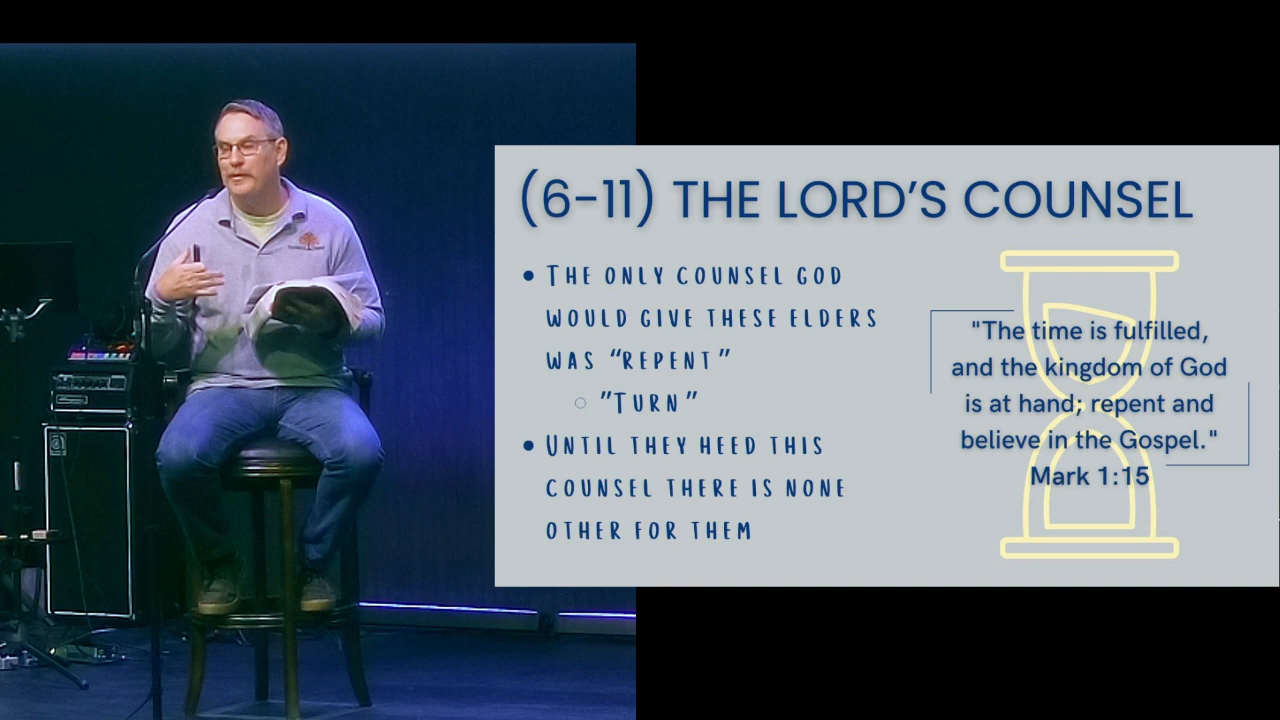 (6-11) THE LORD'S COUNSEL
• THE ONLY COUNSEL GOD
WOULD GIVE THESE ELDERS
WAS "REPENT"
○ "TURN"
• UNTIL THEY HEED THIS
COUNSEL THERE IS NONE
OTHER FOR THEM
"The time is fulfilled,
and the kingdom of God
is at hand; repent and
believe in the Gospel."
Mark 1:15